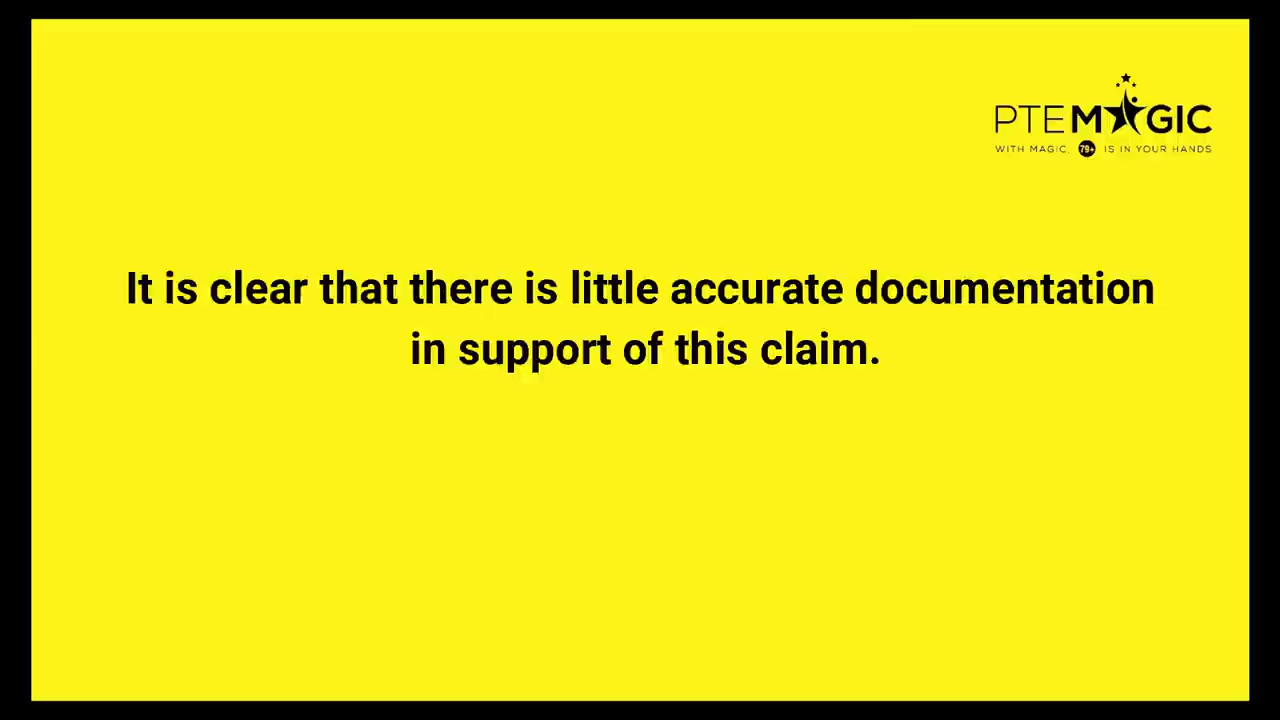 PTEMAGIC
WITH MAGIC, 79+ IS IN YOUR HANDS
It is clear that there is little accurate documentation
in support of this claim.